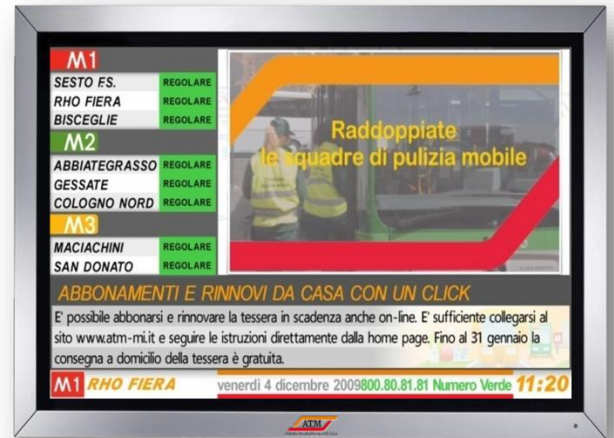 M1
SESTO F.S. REGOLARE
RHO FIERA REGOLARE
BISCEGLIE REGOLARE
M2
ABBIATEGRASSO REGOLARE
GESSATE REGOLARE
COLOGNO NORD REGOLARE
M3
MACIACHINI REGOLARE
SAN DONATO REGOLARE
Raddoppiate
le squadre di pulizia mobile
ABBONAMENTI E RINNOVI DA CASA CON UN CLICK
E' possibile abbonarsi e rinnovare la tessera in scadenza anche on-line. E' sufficiente collegarsi al
sito www.atm-mi.it e seguire le istruzioni direttamente dalla home page. Fino al 31 gennaio la
consegna a domicilio della tessera è gratuita.
M1 RHO FIERA venerdi 4 dicembre 2009 800.80.81.81 Numero Verde 11:20
ATM